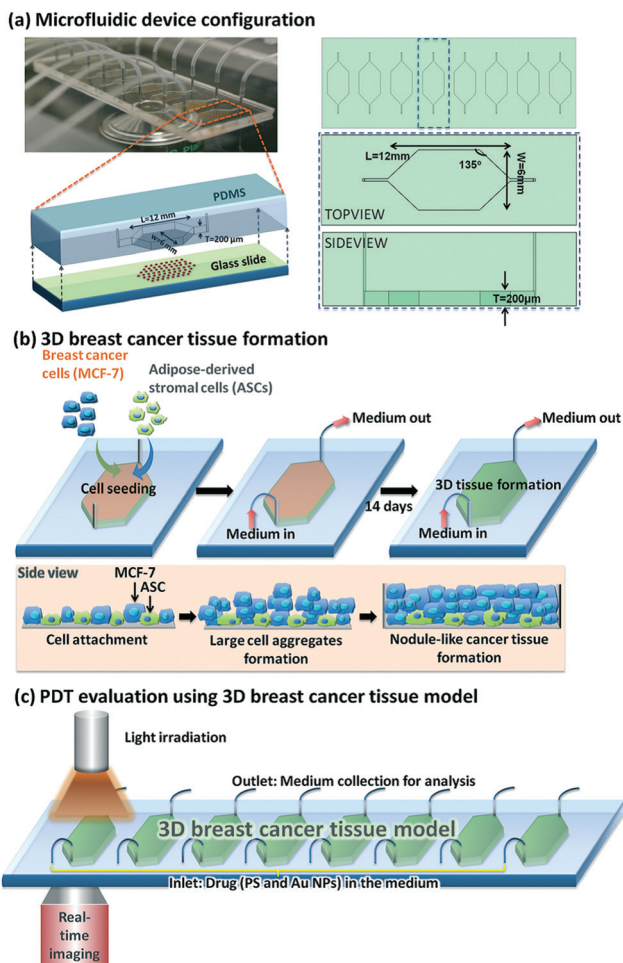 (a) Microfluidic device configuration
PDMS
L=12 mm
W=6mm
T=200 μm
Glass slide
L=12mm
135°
W=6mm
TOPVIEW
SIDEVIEW
T=200μm
(b) 3D breast cancer tissue formation
Breast cancer
cells (MCF-7)
Adipose-derived
stromal cells (ASCs)
Cell seeding
Medium out
Medium in
14 days
Medium out
3D tissue formation
Medium in
Side view
MCF-7
ASC
Cell attachment
Large cell aggregates
formation
Nodule-like cancer tissue
formation
(c) PDT evaluation using 3D breast cancer tissue model
Light irradiation
Outlet: Medium collection for analysis
3D breast cancer tissue model
Inlet: Drug (PS and Au NPs) in the medium
Real-
time
imaging